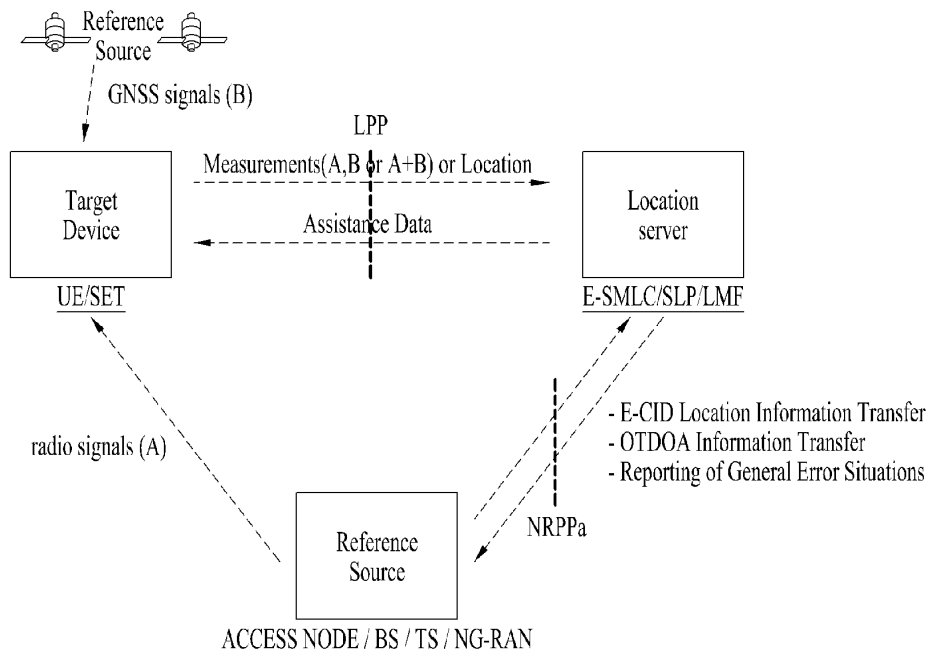 Reference
Source
GNSS signals (B)
LPP
Measurements(A,B or A+B) or Location
Target
Device
Assistance Data
Location
server
UE/SET
E-SMLC/SLP/LMF
radio signals (A)
- E-CID Location Information Transfer
- OTDOA Information Transfer
- Reporting of General Error Situations
NRPPa
Reference
Source
ACCESS NODE / BS / TS / NG-RAN